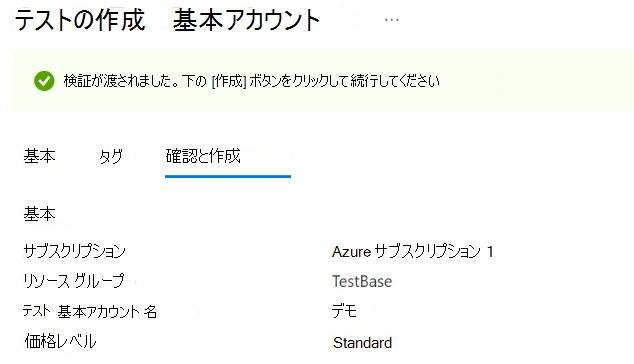 テストの作成 基本アカウント ...
検証が渡されました。下の [作成] ボタンをクリックして続行してください
基本 タグ 確認と作成
基本
サブスクリプション Azure サブスクリプション 1
リソース グループ TestBase
テスト 基本アカウント 名 デモ
価格レベル Standard